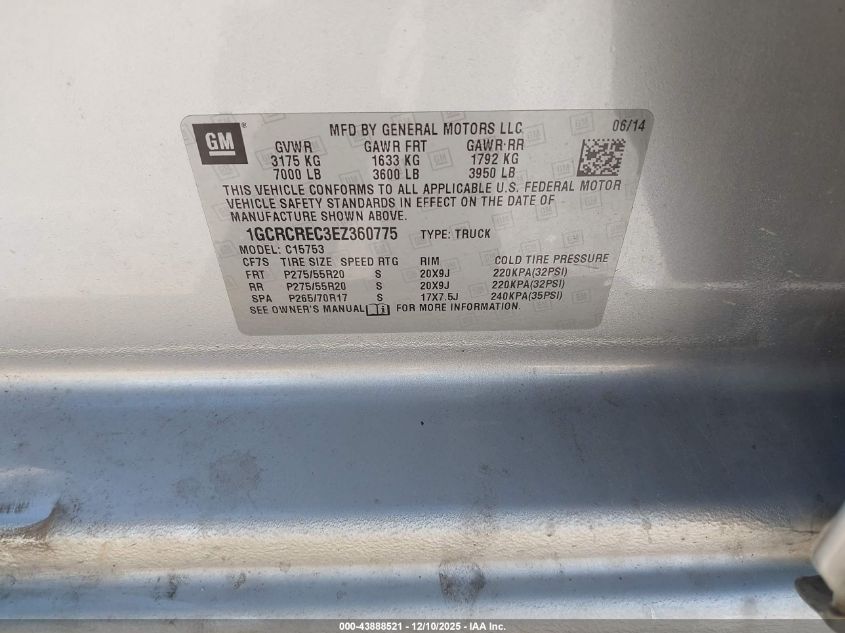 GM ®
MFD BY GENERAL MOTORS LLC
06/14
GVWR GAWR FRT GAWR RR
3175 KG 1633 KG 1792 KG
7000 LB 3600 LB 3950 LB
THIS VEHICLE CONFORMS TO ALL APPLICABLE U.S. FEDERAL MOTOR
VEHICLE SAFETY STANDARDS IN EFFECT ON THE DATE OF
MANUFACTURE SHOWN ABOVE.
1GCRCREC3EZ360775 TYPE: TRUCK
MODEL: C15753
CF7S TIRE SIZE SPEED RTG RIM COLD TIRE PRESSURE
FRT P275/55R20 S 20X9J 220KPA(32PSI)
RR P275/55R20 S 20X9J 220KPA(32PSI)
SPA P265/70R17 S 17X7.5J 240KPA(35PSI)
SEE OWNER'S MANUAL FOR MORE INFORMATION.
000-43888521 - 12/10/2025 - IAA Inc.